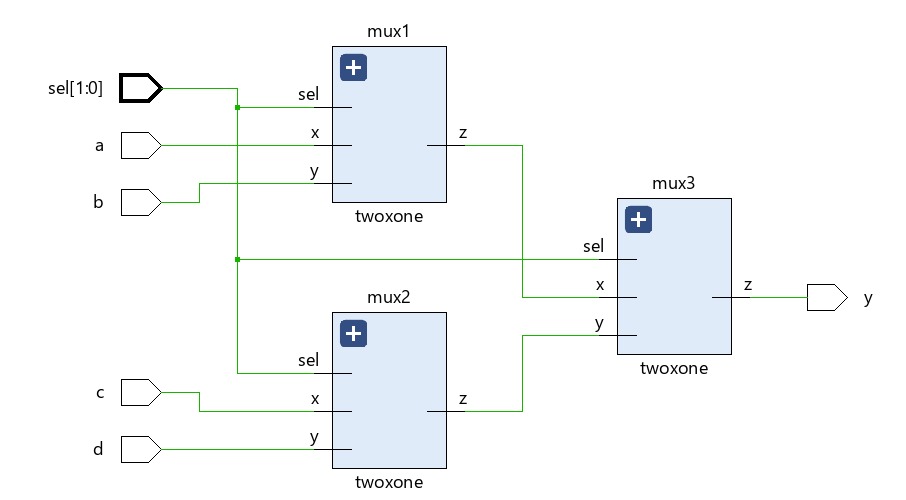 mux1
sel[1:0]
sel
a
x
z
b
y
twoxone
mux3
sel
x
z
y
y
twoxone
mux2
sel
c
x
z
d
y
twoxone